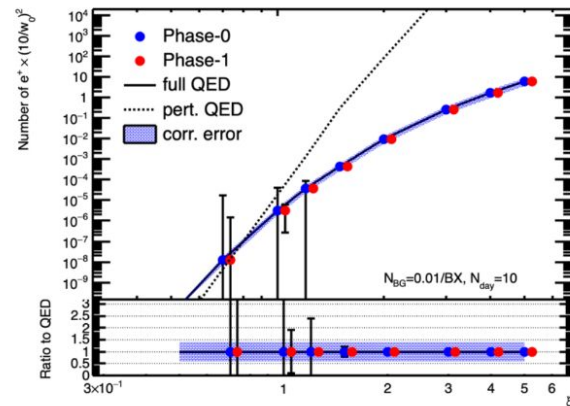 Number of e⁺ × (10/w₀)²
10⁴
10³
10²
10
1
10⁻¹
10⁻²
10⁻³
10⁻⁴
10⁻⁵
10⁻⁶
10⁻⁷
10⁻⁸
10⁻⁹
Phase-0
Phase-1
full QED
pert. QED
corr. error
N_BG=0.01/BX, N_day=10
Ratio to QED
3
2.5
2
1.5
1
0.5
0
3×10⁻¹ 1 2 3 4 5 6
ξ